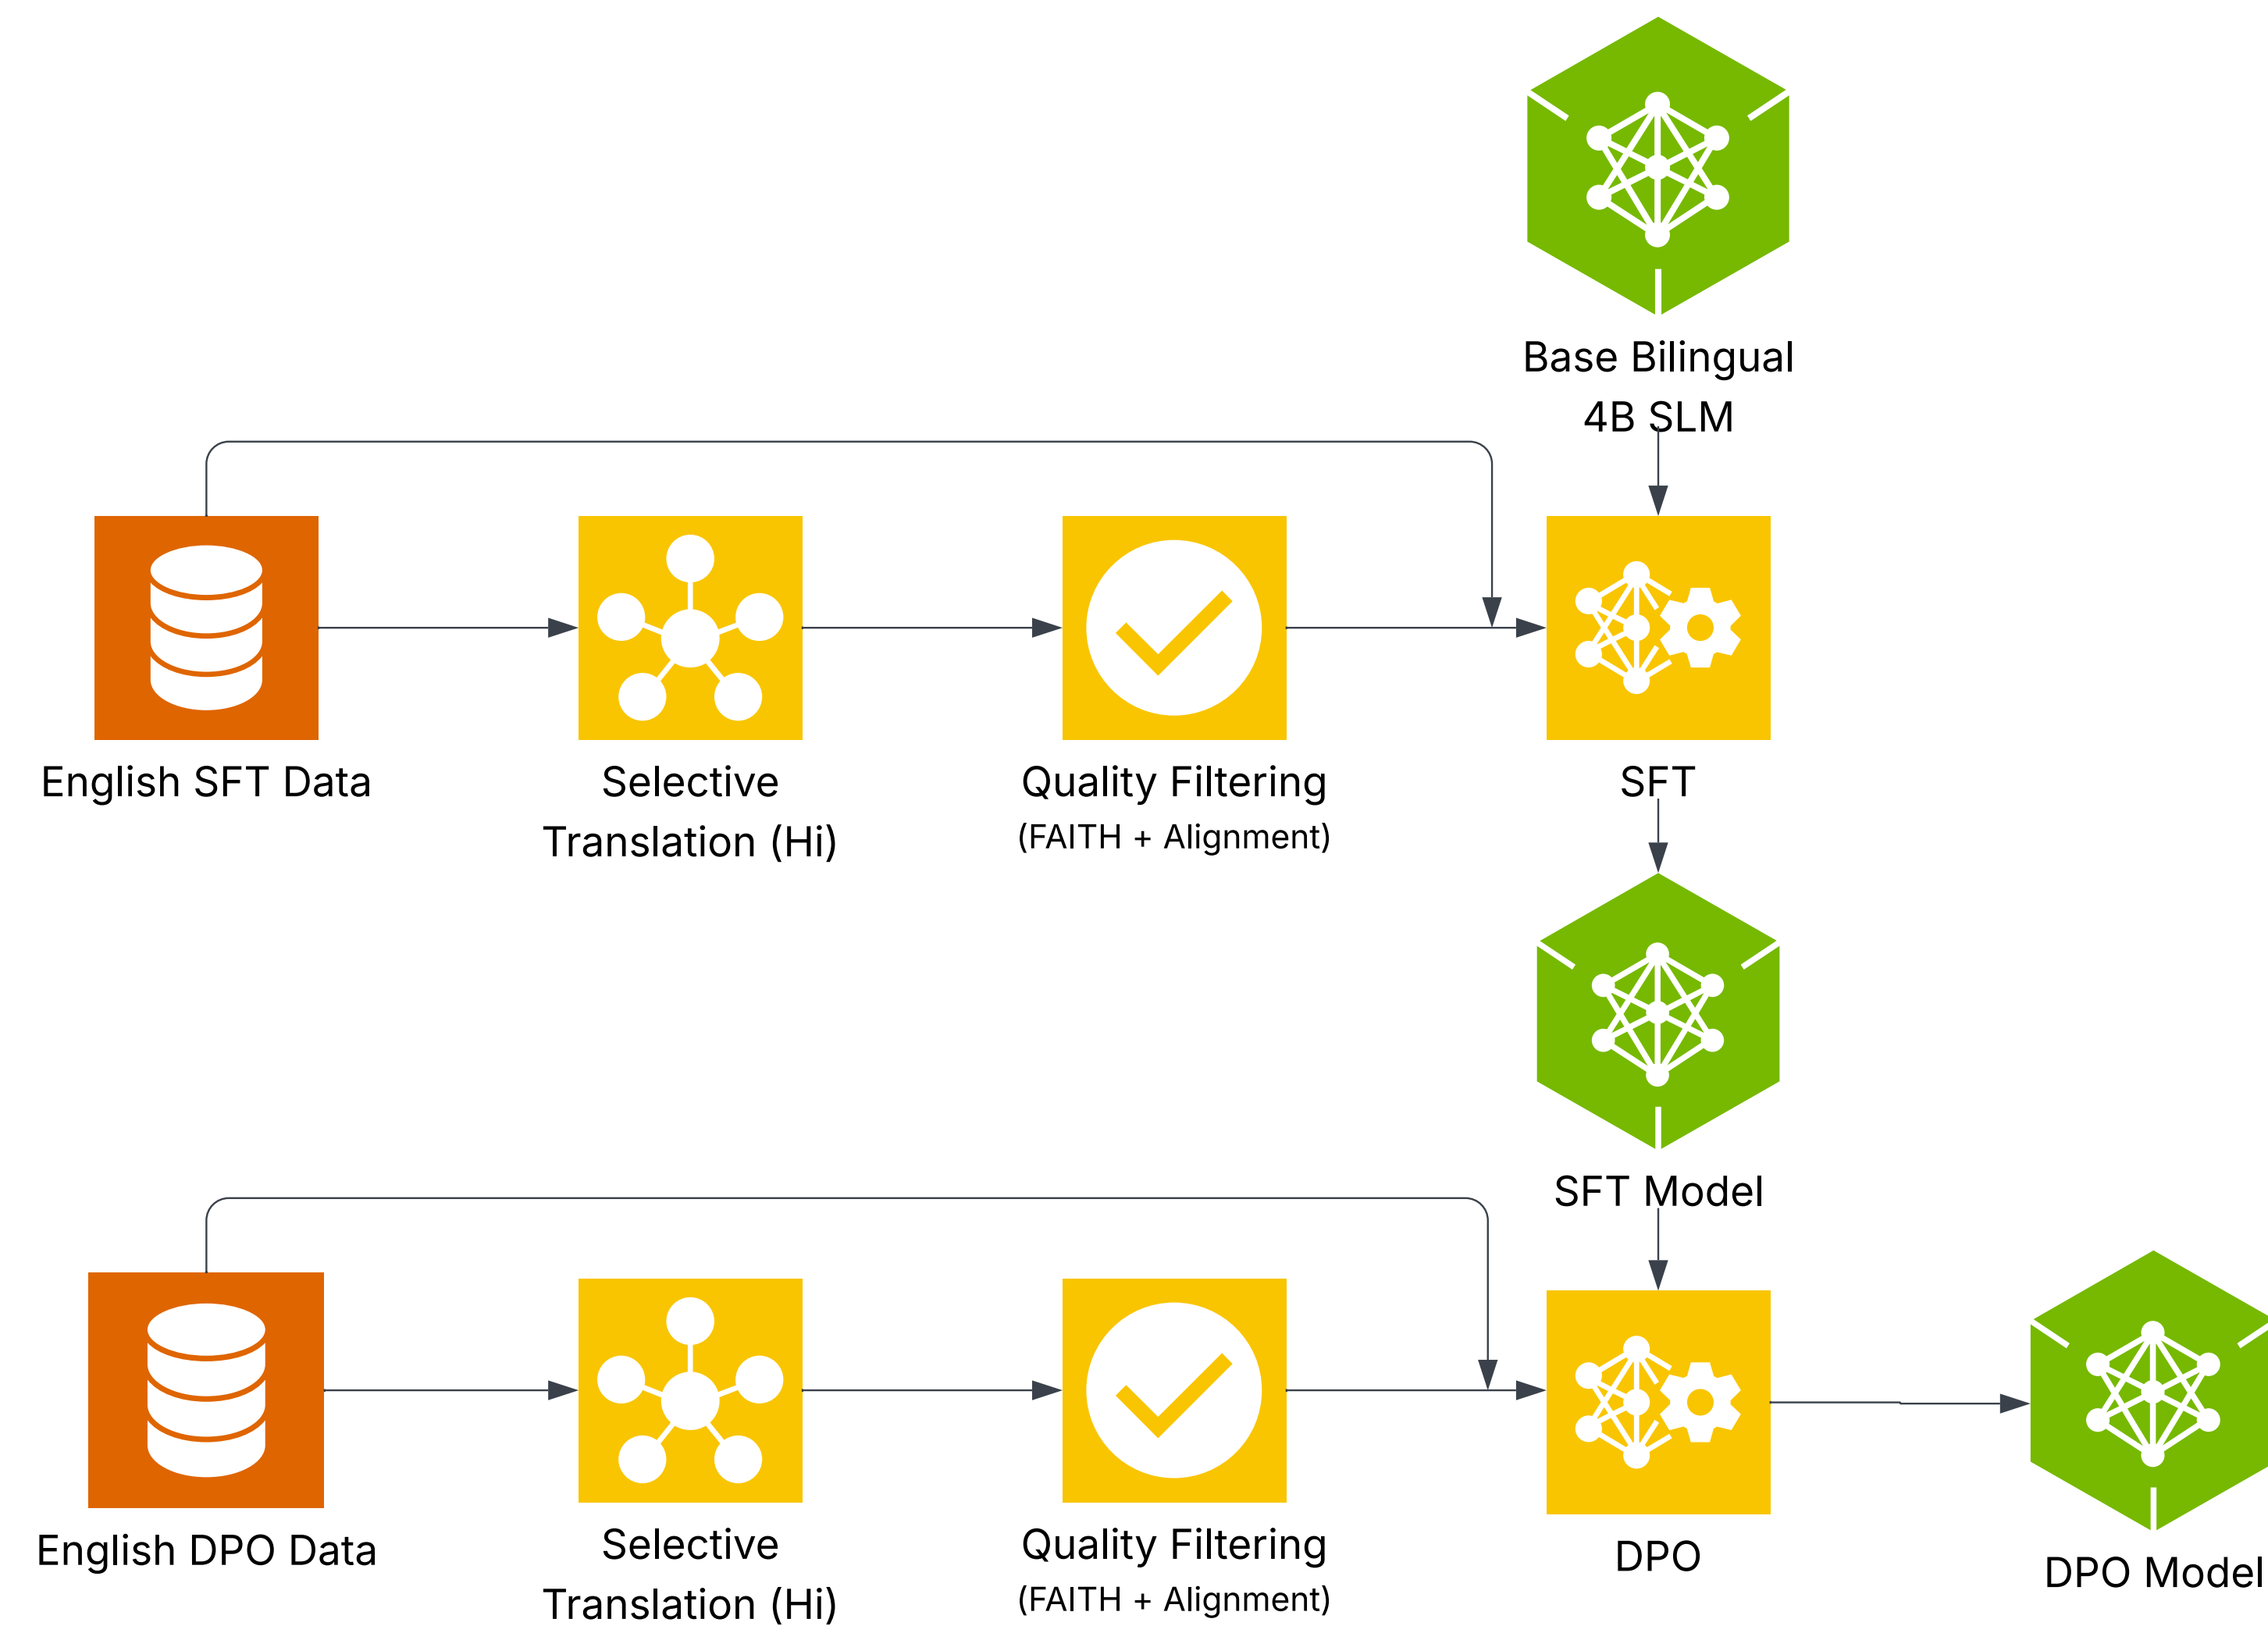 Base Bilingual
4B SLM
English SFT Data
Selective
Translation (Hi)
Quality Filtering
(FAITH + Alignment)
SFT
SFT Model
English DPO Data
Selective
Translation (Hi)
Quality Filtering
(FAITH + Alignment)
DPO
DPO Model